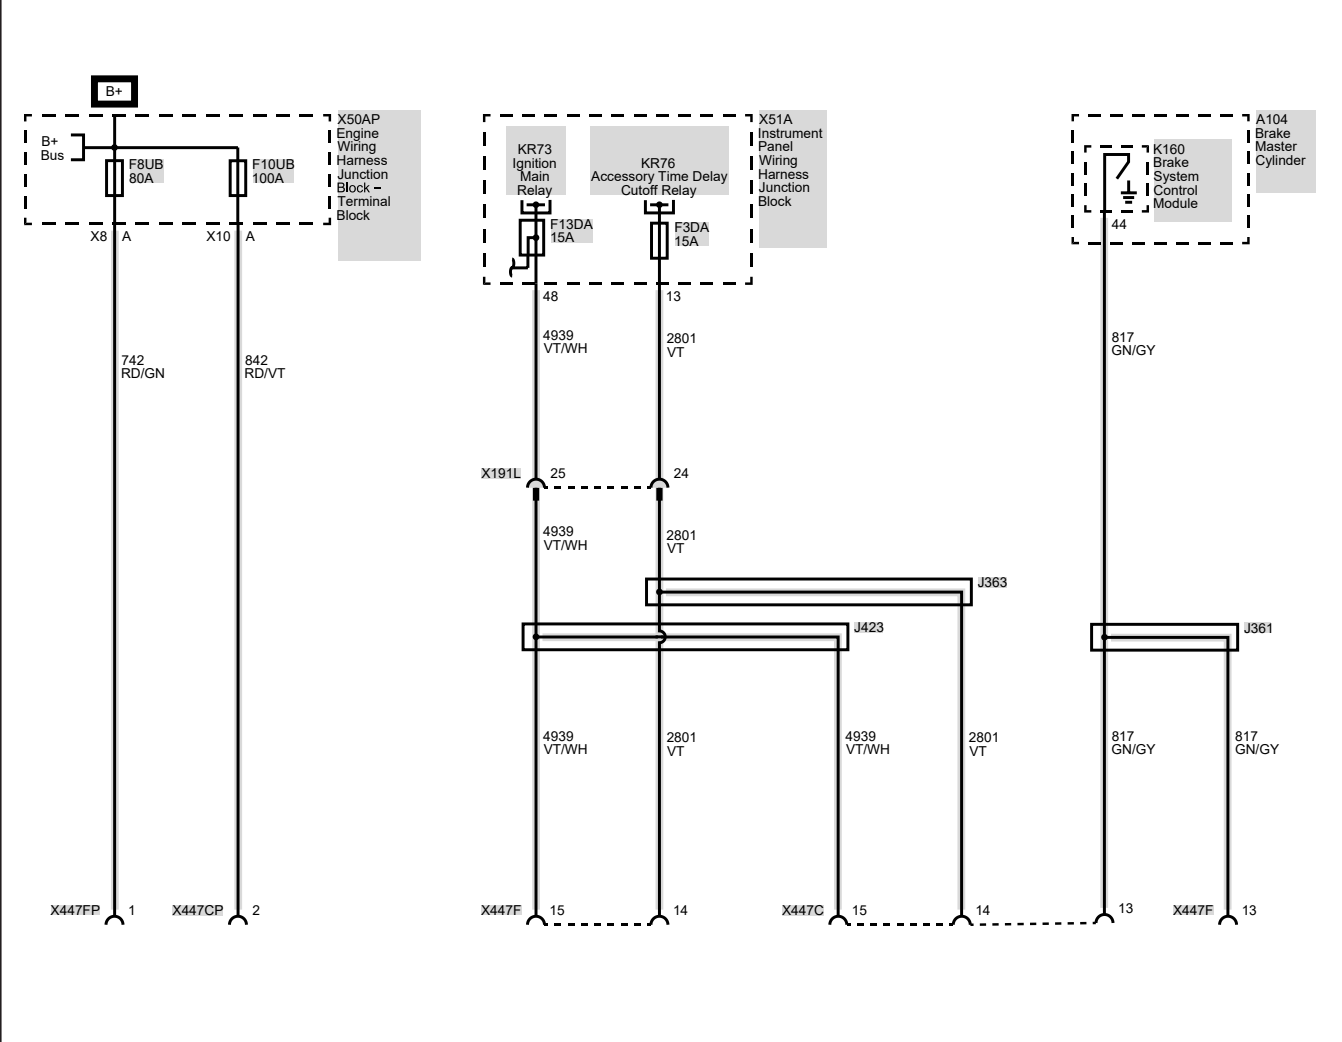 B+
B+
Bus
F8UB
80A
F10UB
100A
X50AP
Engine
Wiring
Harness
Junction
Block –
Terminal
Block
X8 A
X10 A
KR73
Ignition
Main
Relay
KR76
Accessory Time Delay
Cutoff Relay
F13DA
15A
F3DA
15A
X51A
Instrument
Panel
Wiring
Harness
Junction
Block
K160
Brake
System
Control
Module
A104
Brake
Master
Cylinder
44
48
13
4939
VT/WH
2801
VT
817
GN/GY
742
RD/GN
842
RD/VT
X191L 25
24
4939
VT/WH
2801
VT
J363
J423
J361
4939
VT/WH
2801
VT
4939
VT/WH
2801
VT
817
GN/GY
817
GN/GY
X447FP 1
X447CP 2
X447F 15
14
X447C 15
14
13
X447F 13